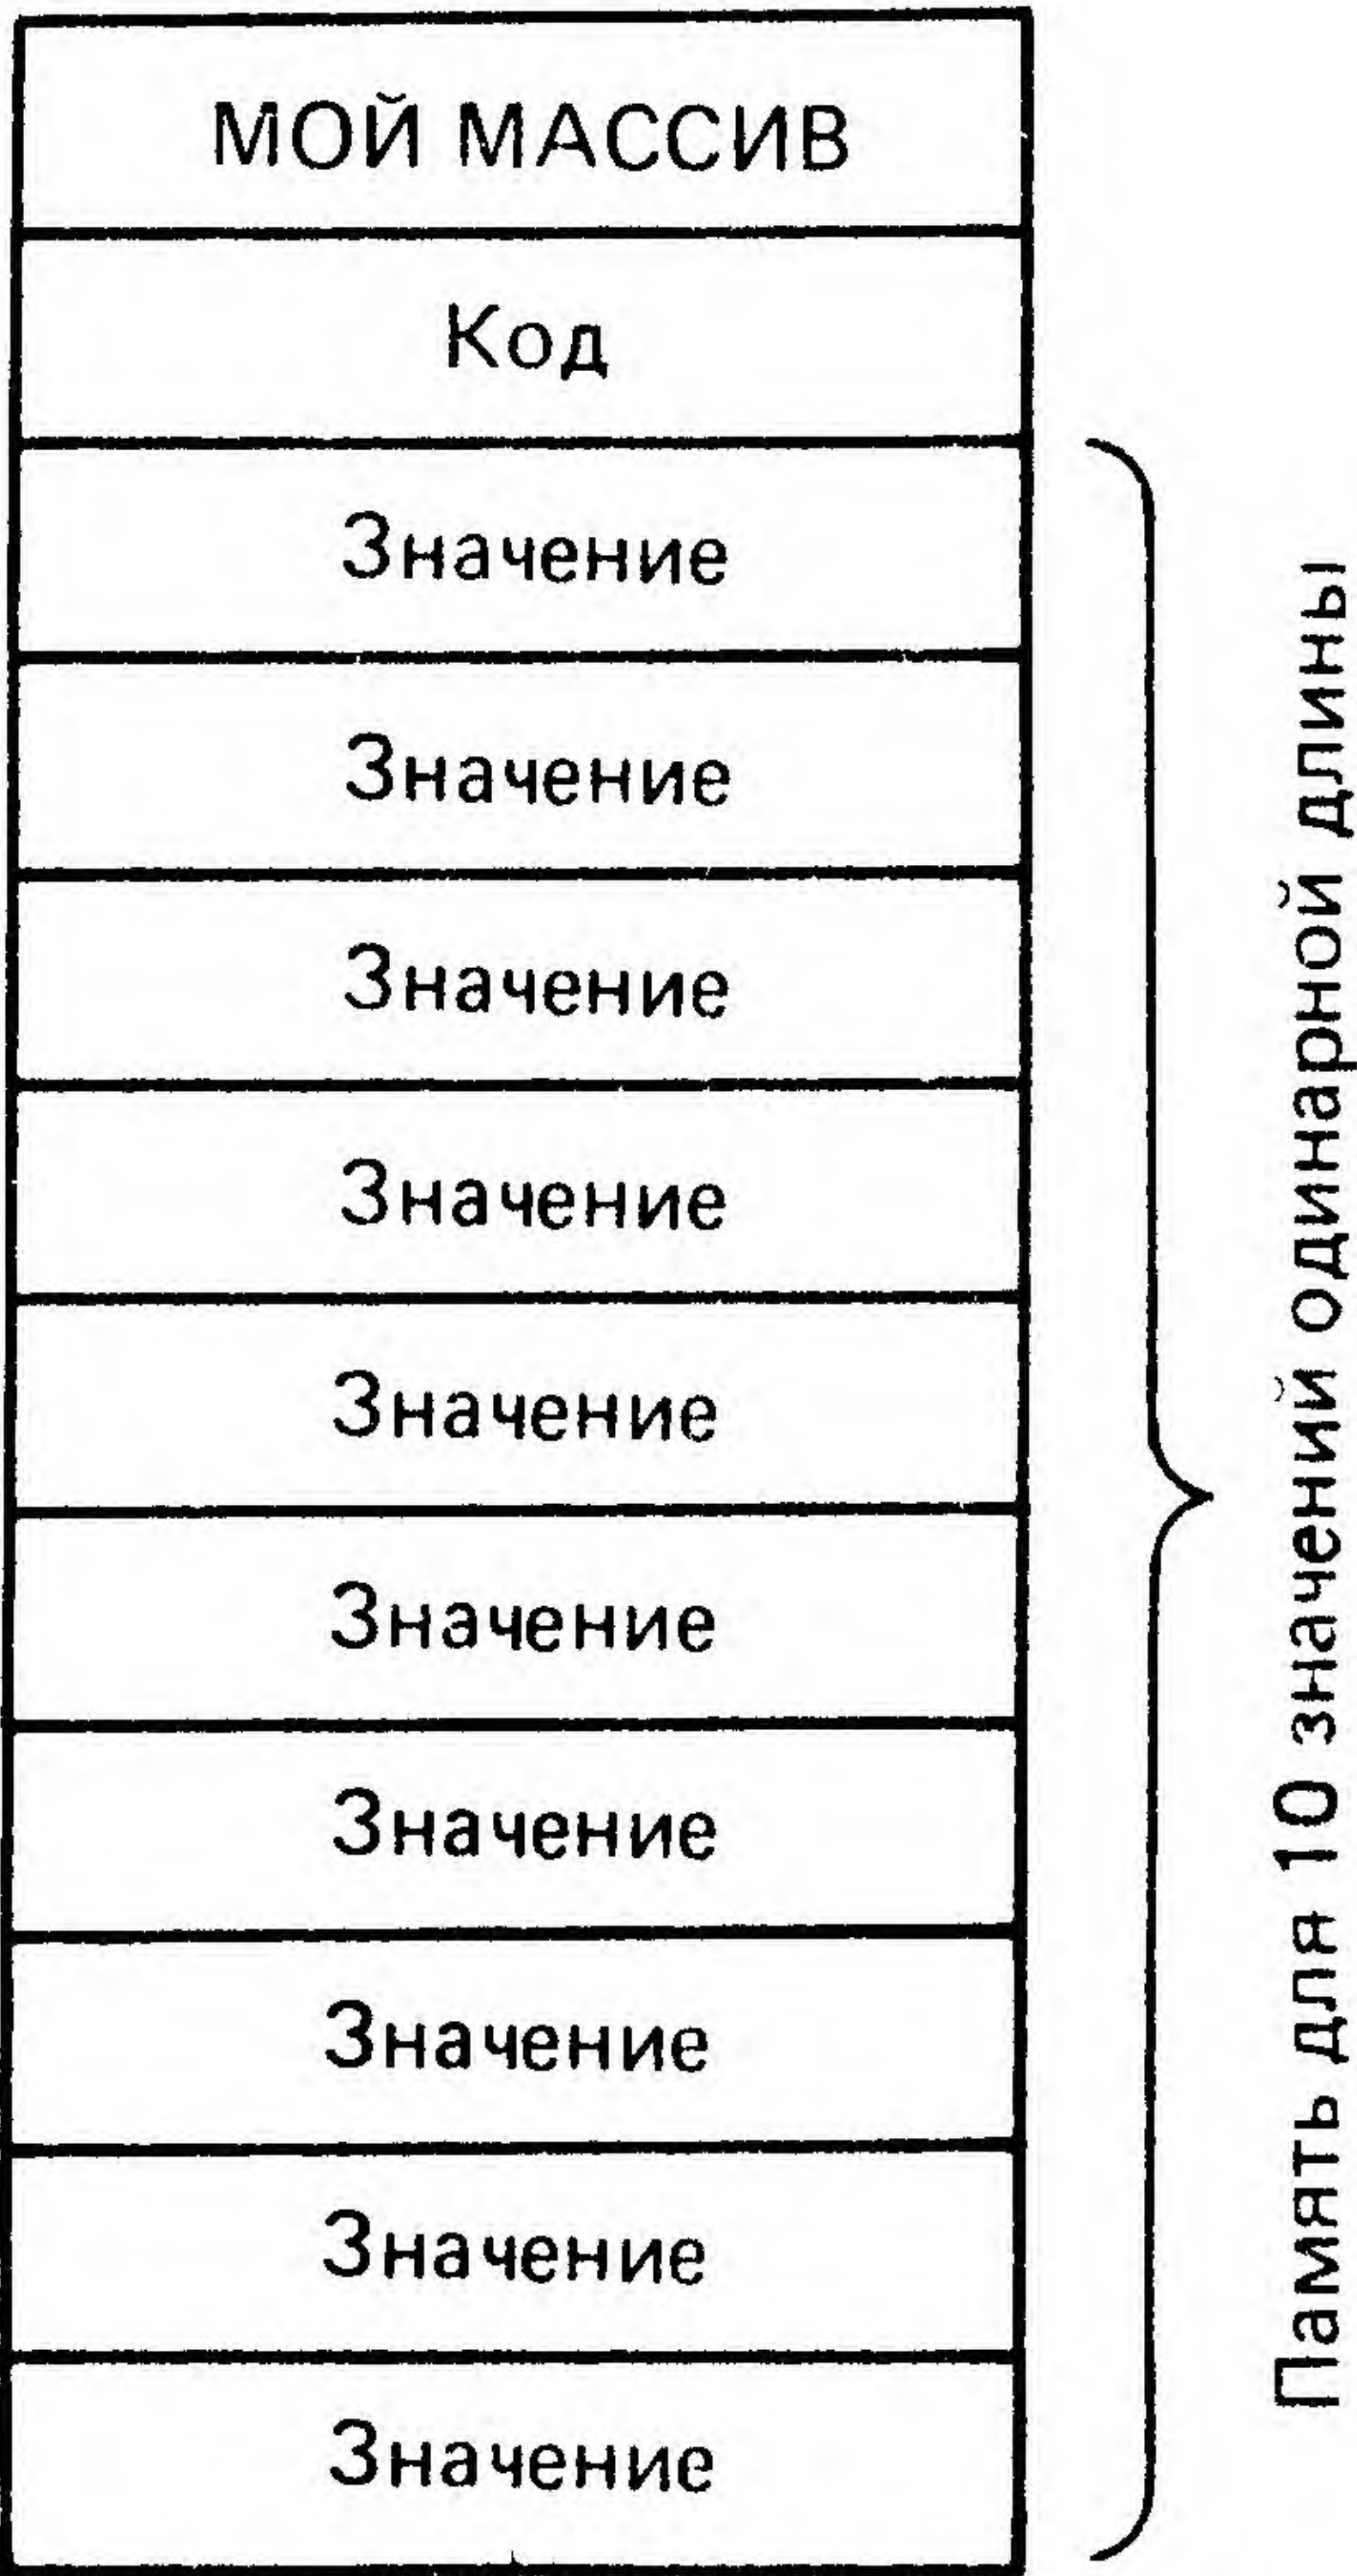 МОЙ МАССИВ
Код
Значение
Значение
Значение
Значение
Значение
Значение
Значение
Значение
Значение
Значение
Память для 10 значений одинарной длины